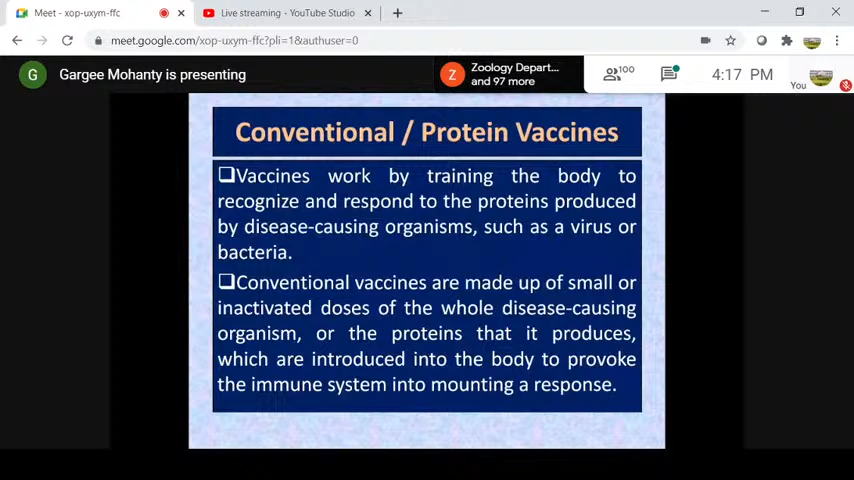 Meet - xop-uxym-ffc
Live streaming - YouTube Studio
meet.google.com/xop-uxym-ffc?pli=1&authuser=0
G
Gargee Mohanty is presenting
Z
Zoology Depart...
and 97 more
100
4:17 PM
You
Conventional / Protein Vaccines
❑Vaccines work by training the body to
recognize and respond to the proteins produced
by disease-causing organisms, such as a virus or
bacteria.
❑Conventional vaccines are made up of small or
inactivated doses of the whole disease-causing
organism, or the proteins that it produces,
which are introduced into the body to provoke
the immune system into mounting a response.